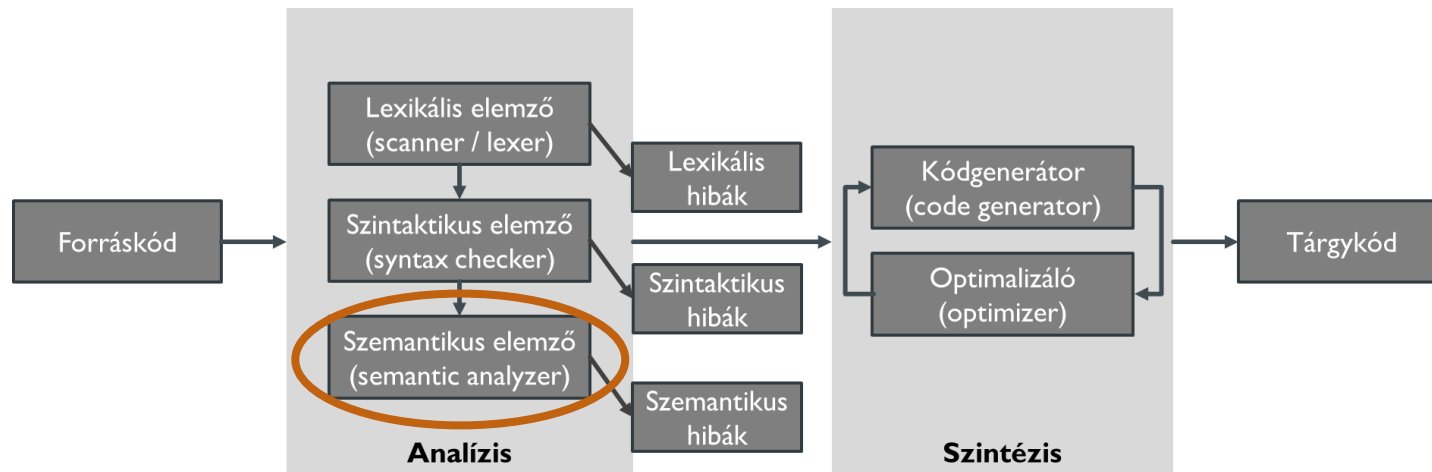 Forráskód
Lexikális elemző
(scanner / lexer)
Lexikális
hibák
Szintaktikus elemző
(syntax checker)
Szintaktikus
hibák
Szemantikus elemző
(semantic analyzer)
Szemantikus
hibák
Analízis
Kódgenerátor
(code generator)
Optimalizáló
(optimizer)
Szintézis
Tárgykód